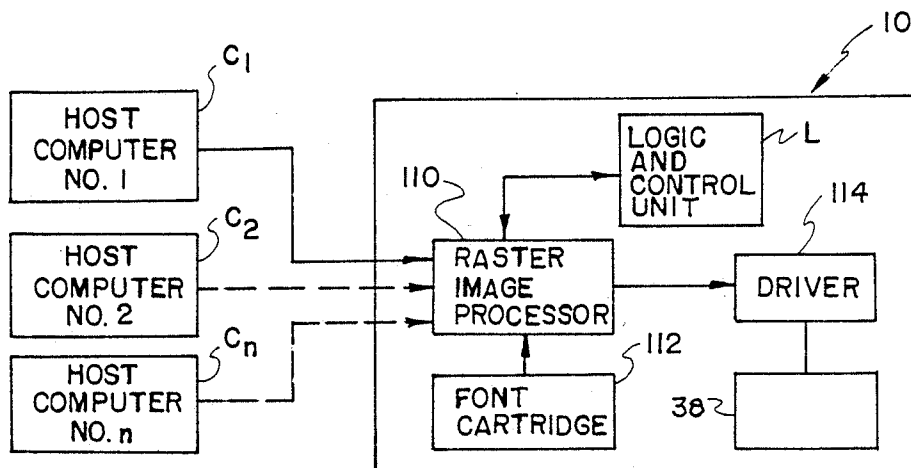 10
C1
HOST
COMPUTER
NO. 1
C2
HOST
COMPUTER
NO. 2
Cn
HOST
COMPUTER
NO. n
LOGIC
AND
CONTROL
UNIT
L
110
RASTER
IMAGE
PROCESSOR
114
DRIVER
112
FONT
CARTRIDGE
38